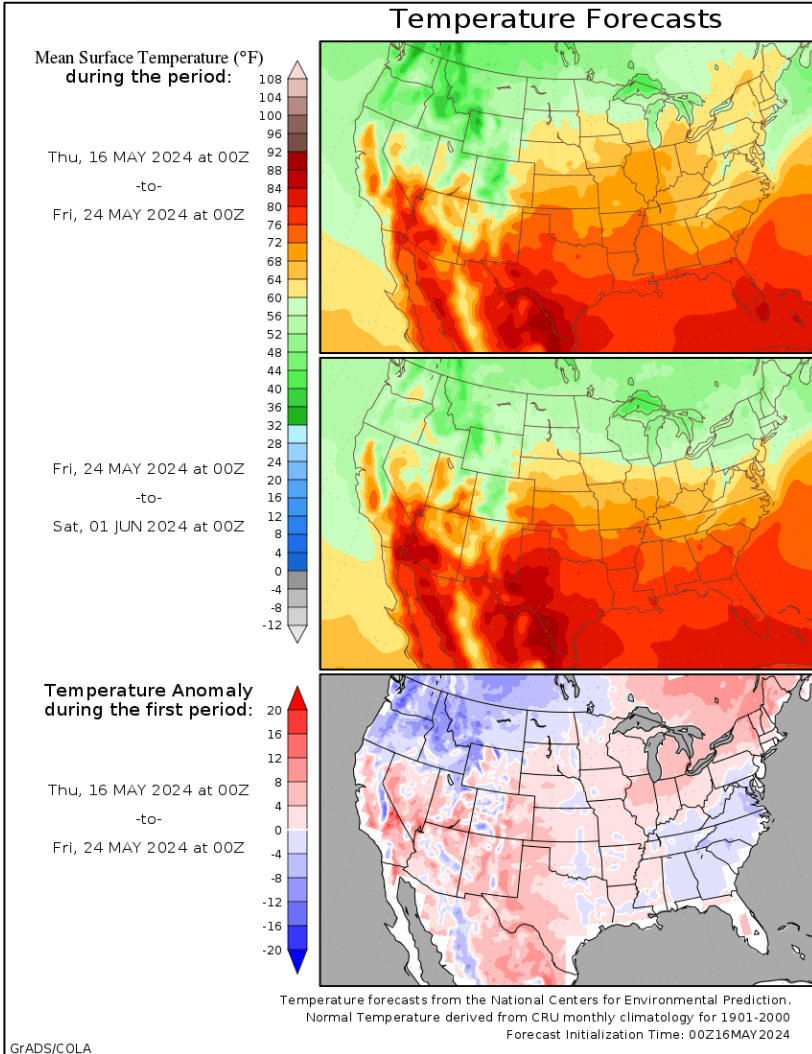 Temperature Forecasts
Mean Surface Temperature (°F)
during the period:
Thu, 16 MAY 2024 at 00Z
-to-
Fri, 24 MAY 2024 at 00Z
108
104
100
96
92
88
84
80
76
72
68
64
60
56
52
48
44
40
36
32
28
24
20
16
12
8
4
0
-4
-8
-12
Fri, 24 MAY 2024 at 00Z
-to-
Sat, 01 JUN 2024 at 00Z
Temperature Anomaly
during the first period:
Thu, 16 MAY 2024 at 00Z
-to-
Fri, 24 MAY 2024 at 00Z
20
16
12
8
4
0
-4
-8
-12
-16
-20
Temperature forecasts from the National Centers for Environmental Prediction.
Normal Temperature derived from CRU monthly climatology for 1901-2000
Forecast Initialization Time: 00Z16MAY2024
GrADS/COLA